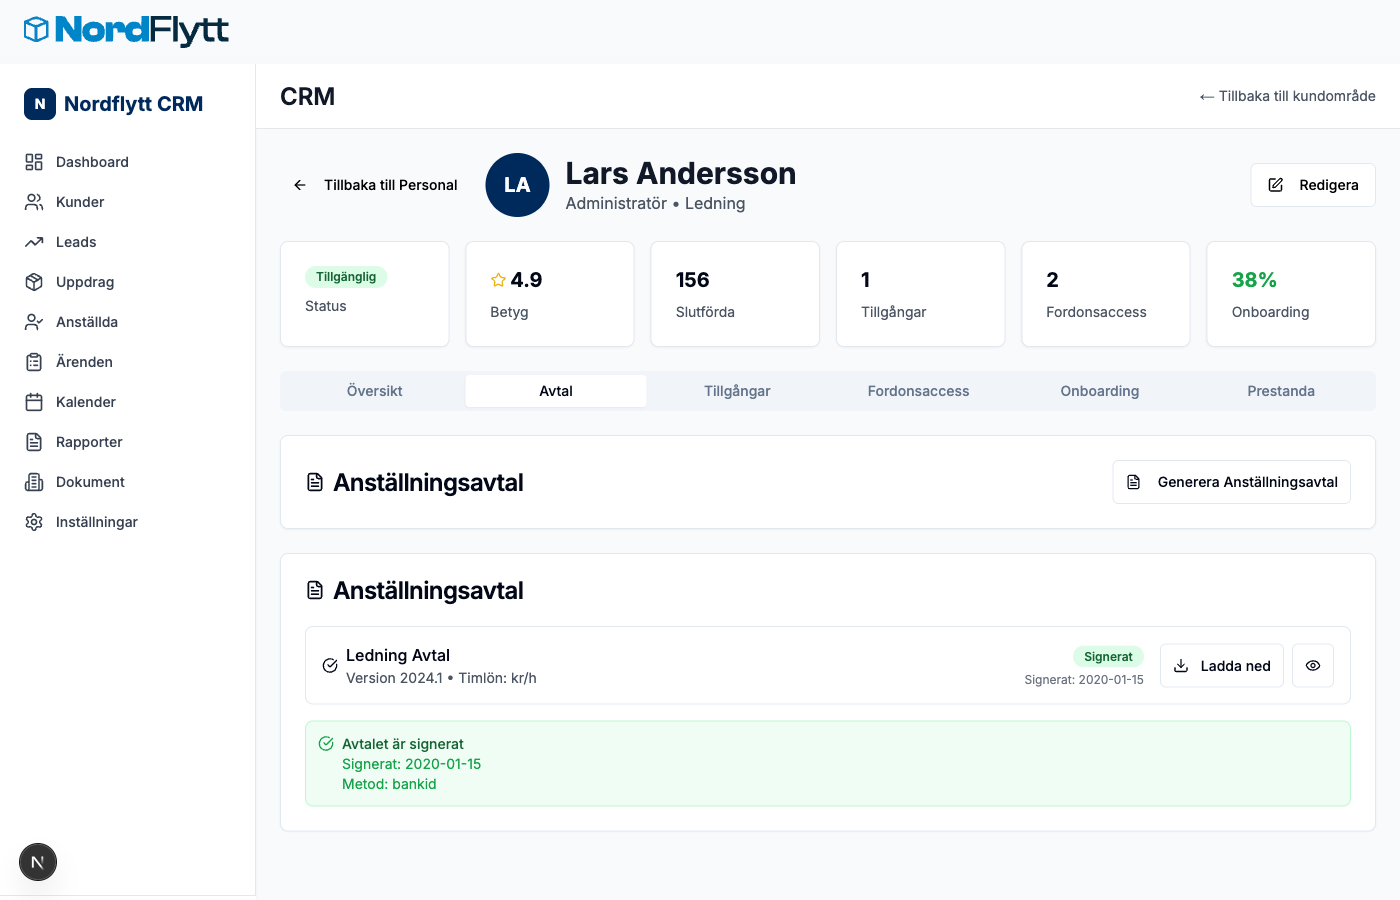 NordFlytt
N
Nordflytt CRM
Dashboard
Kunder
Leads
Uppdrag
Anställda
Ärenden
Kalender
Rapporter
Dokument
Inställningar
N
CRM
← Tillbaka till kundområde
Tillbaka till Personal
LA
Lars Andersson
Administratör • Ledning
Redigera
Tillgänglig
Status
4.9
Betyg
156
Slutförda
1
Tillgångar
2
Fordonsaccess
38%
Onboarding
Översikt
Avtal
Tillgångar
Fordonsaccess
Onboarding
Prestanda
Anställningsavtal
Generera Anställningsavtal
Anställningsavtal
Ledning Avtal
Version 2024.1 • Timlön: kr/h
Signerat
Signerat: 2020-01-15
Ladda ned
Avtalet är signerat
Signerat: 2020-01-15
Metod: bankid